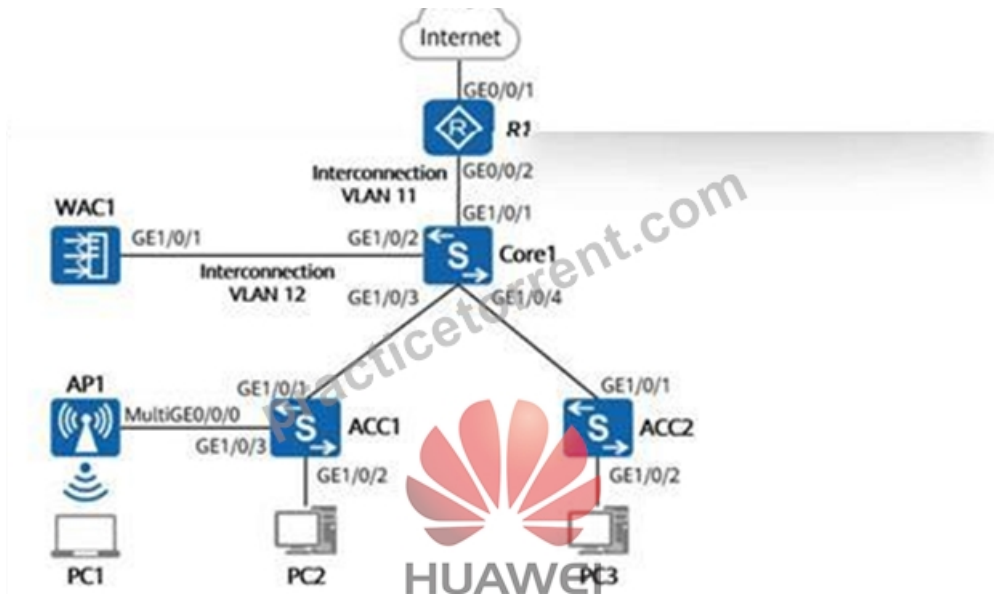 Internet
GE0/0/1
R1
Interconnection
VLAN 11
GE0/0/2
GE1/0/1
WAC1
GE1/0/1
GE1/0/2
Core1
Interconnection
VLAN 12
GE1/0/3
GE1/0/4
practicetorrent.com
AP1
GE1/0/1
GE1/0/1
MultiGE0/0/0
ACC1
ACC2
GE1/0/3
GE1/0/2
GE1/0/2
PC1
PC2
HUAWEI
PC3